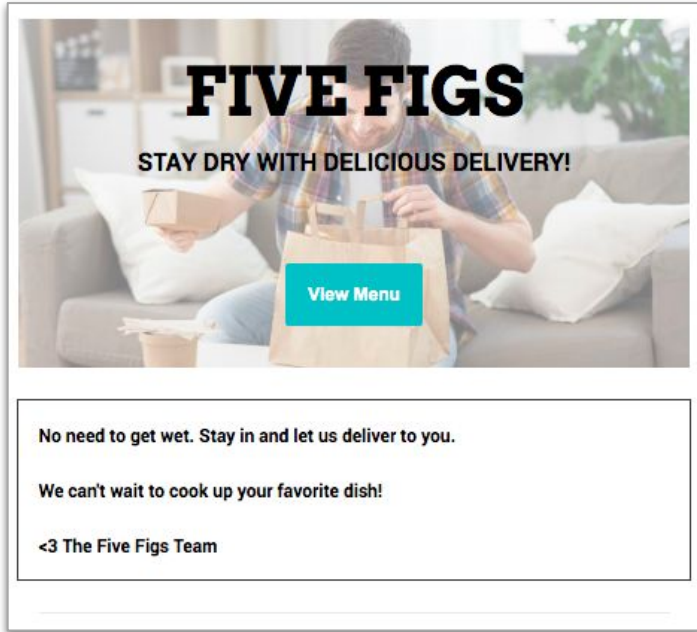 FIVE FIGS
STAY DRY WITH DELICIOUS DELIVERY!
View Menu
No need to get wet. Stay in and let us deliver to you.
We can't wait to cook up your favorite dish!
<3 The Five Figs Team